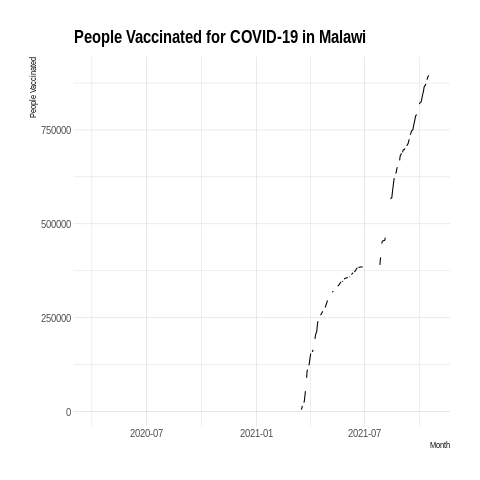 People Vaccinated for COVID-19 in Malawi
People Vaccinated
750000
500000
250000
0
2020-07
2021-01
2021-07
Month